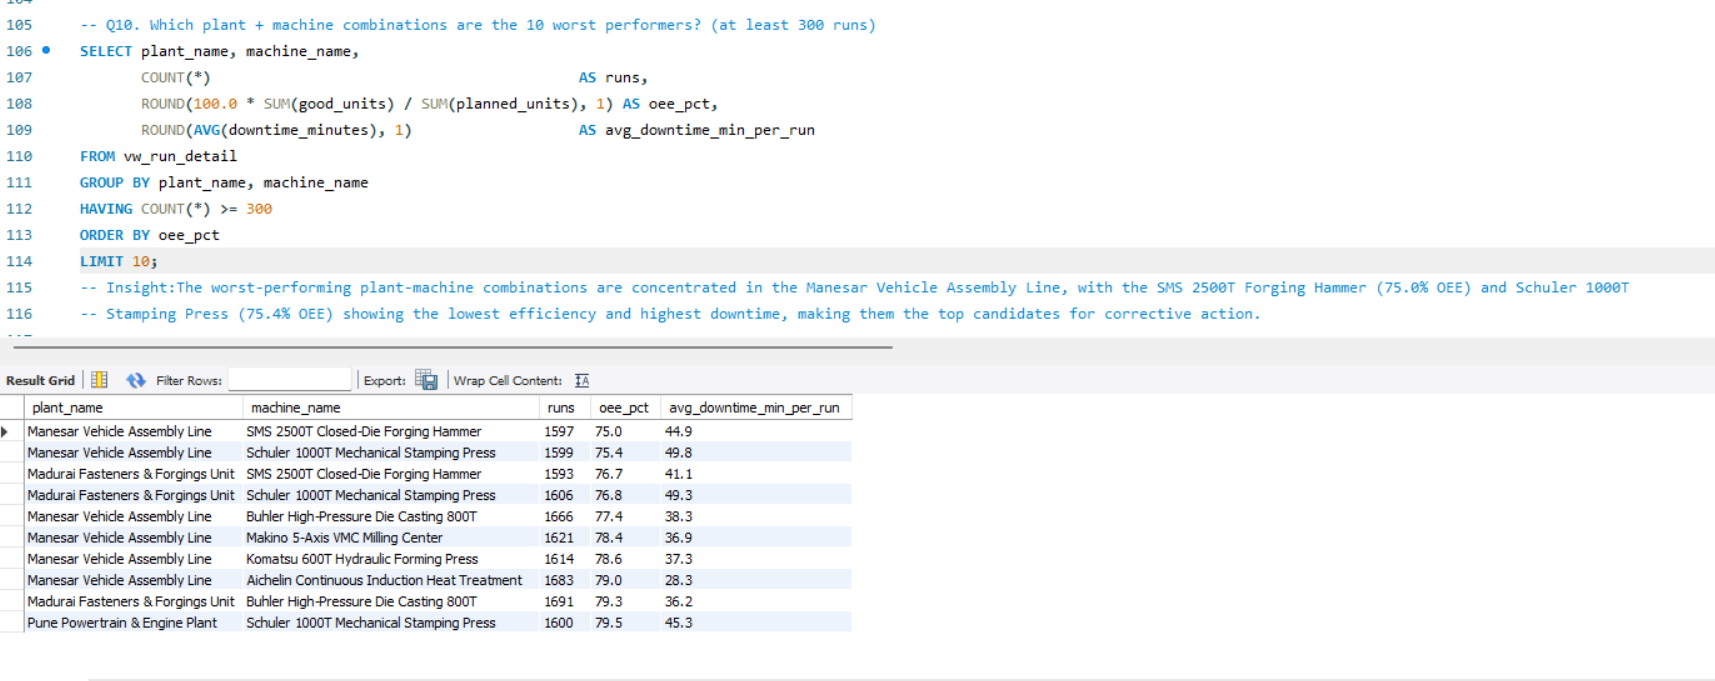 105 -- Q10. Which plant + machine combinations are the 10 worst performers? (at least 300 runs)
106 SELECT plant_name, machine_name,
107 COUNT(*) AS runs,
108 ROUND(100.0 * SUM(good_units) / SUM(planned_units), 1) AS oee_pct,
109 ROUND(AVG(downtime_minutes), 1) AS avg_downtime_min_per_run
110 FROM vw_run_detail
111 GROUP BY plant_name, machine_name
112 HAVING COUNT(*) >= 300
113 ORDER BY oee_pct
114 LIMIT 10;
115 -- Insight:The worst-performing plant-machine combinations are concentrated in the Manesar Vehicle Assembly Line, with the SMS 2500T Forging Hammer (75.0% OEE) and Schuler 1000T
116 -- Stamping Press (75.4% OEE) showing the lowest efficiency and highest downtime, making them the top candidates for corrective action.
Result Grid Filter Rows: Export: Wrap Cell Content:
plant_name machine_name runs oee_pct avg_downtime_min_per_run
Manesar Vehicle Assembly Line SMS 2500T Closed-Die Forging Hammer 1597 75.0 44.9
Manesar Vehicle Assembly Line Schuler 1000T Mechanical Stamping Press 1599 75.4 49.8
Madurai Fasteners & Forgings Unit SMS 2500T Closed-Die Forging Hammer 1593 76.7 41.1
Madurai Fasteners & Forgings Unit Schuler 1000T Mechanical Stamping Press 1606 76.8 49.3
Manesar Vehicle Assembly Line Buhler High-Pressure Die Casting 800T 1666 77.4 38.3
Manesar Vehicle Assembly Line Makino 5-Axis VMC Milling Center 1621 78.4 36.9
Manesar Vehicle Assembly Line Komatsu 600T Hydraulic Forming Press 1614 78.6 37.3
Manesar Vehicle Assembly Line Aichelin Continuous Induction Heat Treatment 1683 79.0 28.3
Madurai Fasteners & Forgings Unit Buhler High-Pressure Die Casting 800T 1691 79.3 36.2
Pune Powertrain & Engine Plant Schuler 1000T Mechanical Stamping Press 1600 79.5 45.3